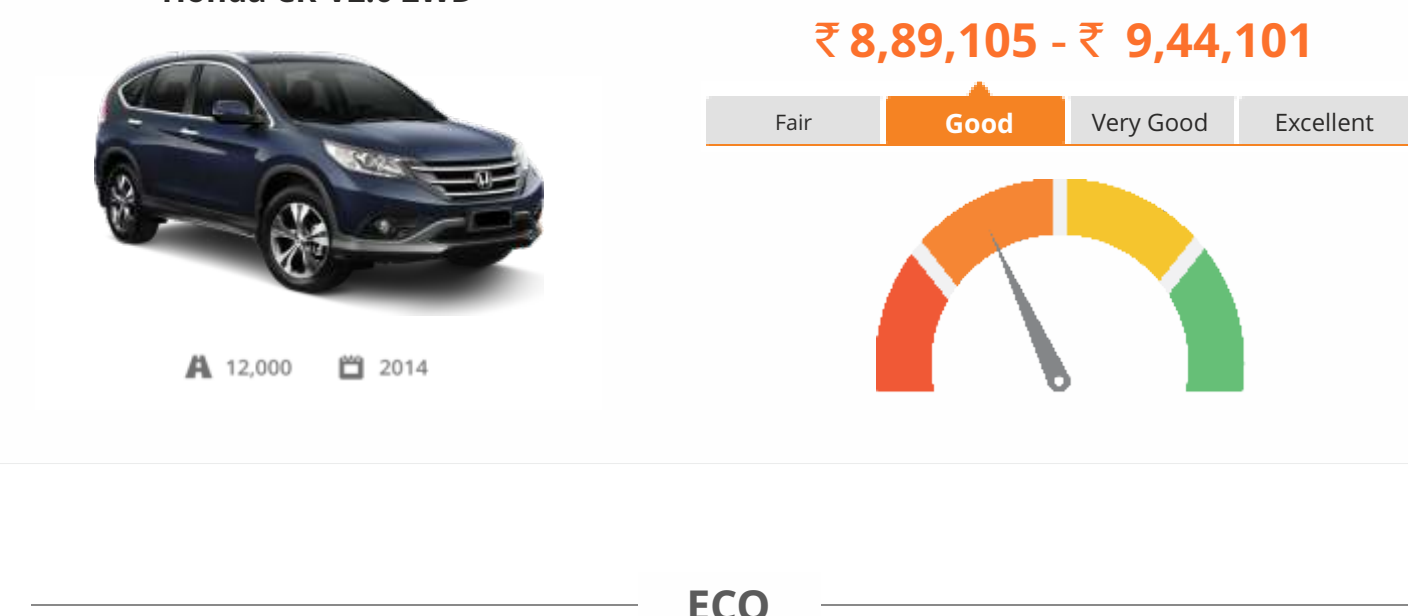 ₹ 8,89,105 - ₹ 9,44,101
Fair
Good
Very Good
Excellent
12,000
2014
ECO